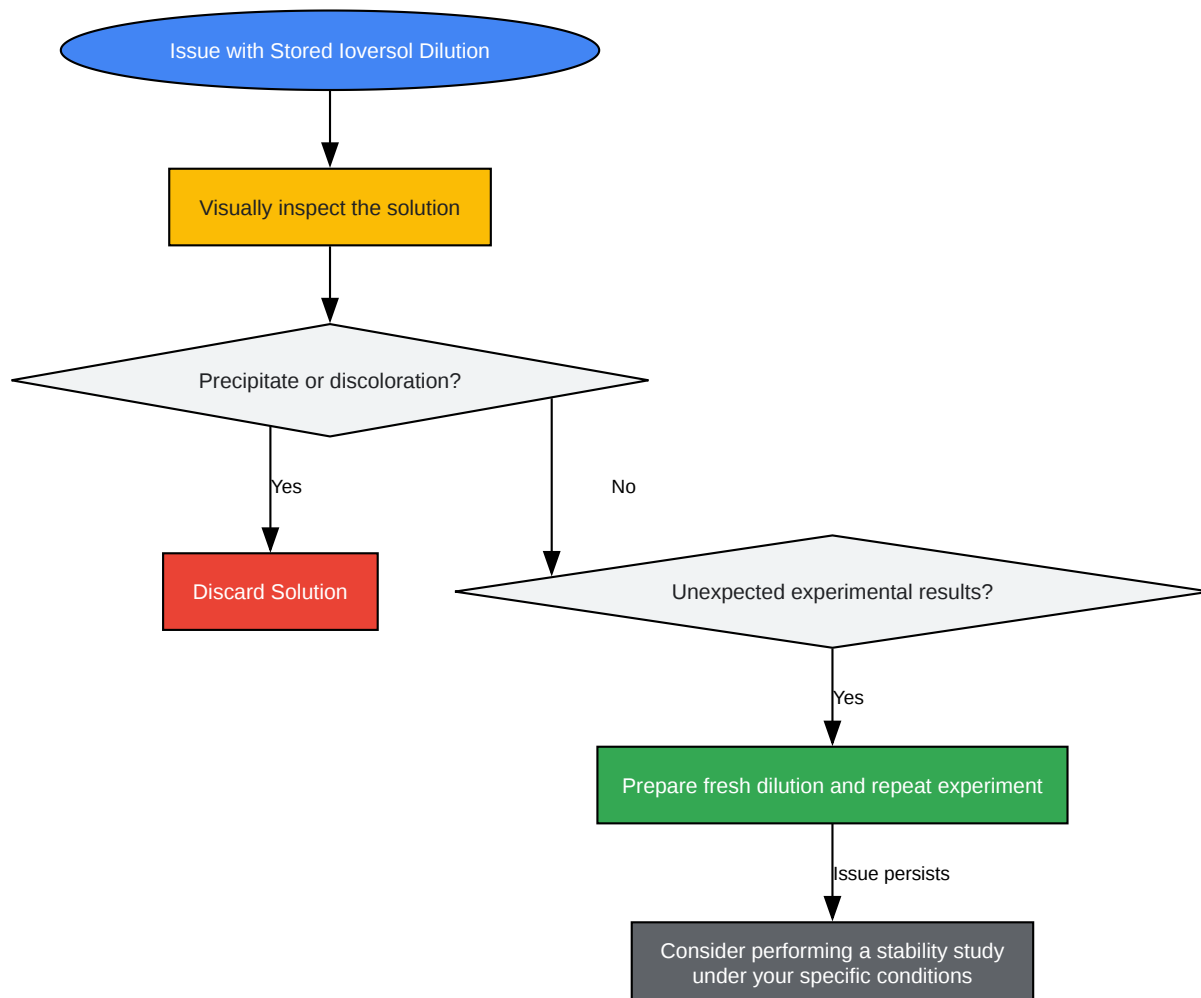 Issue with Stored Ioversol Dilution
Visually inspect the solution
Precipitate or discoloration?
Yes
No
Discard Solution
Unexpected experimental results?
Yes
Prepare fresh dilution and repeat experiment
Issue persists
Consider performing a stability study
under your specific conditions